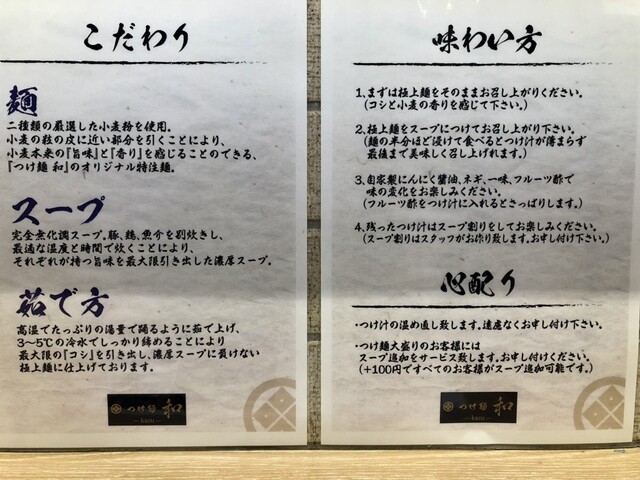 こだわり
麺
二種類の厳選した小麦粉を使用。
小麦の粒の皮に近い部分を引くことにより、
小麦本来の『旨味』と『香り』を感じることのできる、
『つけ麺 和』のオリジナル特注麺。
スープ
完全無化調スープ。豚、鶏、魚介を別炊きし、
最適な温度と時間で炊くことにより、
それぞれが持つ旨味を最大限引き出した濃厚スープ。
茹で方
高温でたっぷりの湯量で踊るように茹で上げ、
3〜5℃の冷水でしっかり締めることにより
最大限の『コシ』を引き出し、濃厚スープに負けない
極上麺に仕上げております。
つけ麺 和
kazu
味わい方
1、まずは極上麺をそのままお召し上がりください。
(コシと小麦の香りを感じて下さい。)
2、極上麺をスープにつけてお召し上がり下さい。
(麺の半分ほど浸けて食べるとつけ汁が薄まらず
最後まで美味しく召し上げれます。)
3、自家製にんにく醤油、ネギ、一味、フルーツ酢で
味の変化をお楽しみください。
(フルーツ酢をつけ汁に入れるとさっぱりします。)
4、残ったつけ汁はスープ割りをしてお楽しみください。
(スープ割りはスタッフがお作り致します。お申し付け下さい。)
心配り
・つけ汁の温め直し致します。遠慮なくお申し付け下さい。
・つけ麺大盛りのお客様には
スープ追加をサービス致します。お申し付けください。
(+100円ですべてのお客様がスープ追加可能です。)
つけ麺 和
kazu